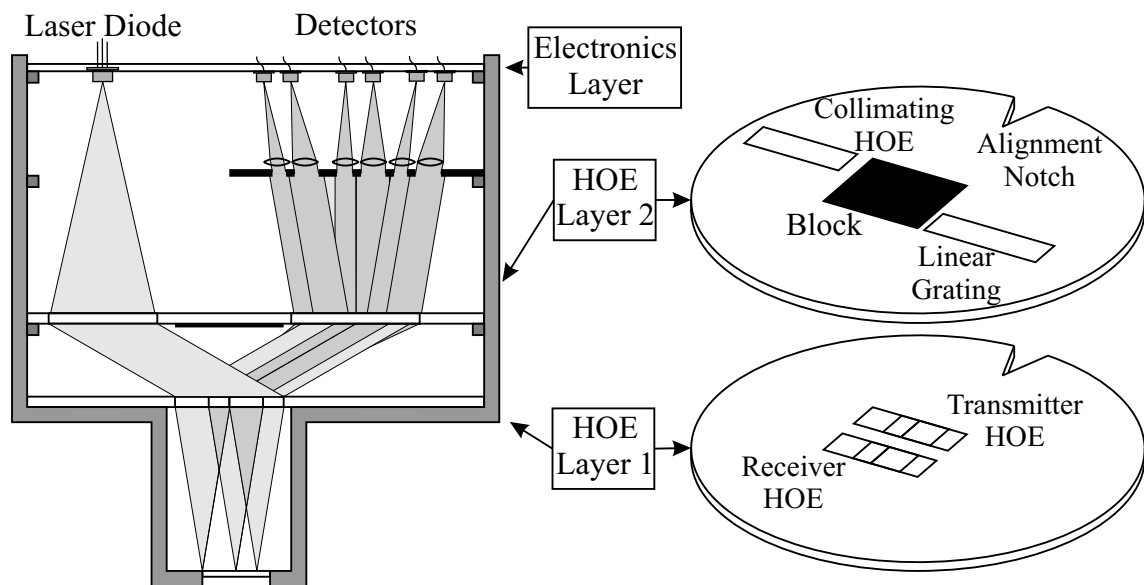 Laser Diode
Detectors
Electronics
Layer
HOE
Layer 2
Collimating
HOE
Alignment
Notch
Block
Linear
Grating
HOE
Layer 1
Transmitter
HOE
Receiver
HOE